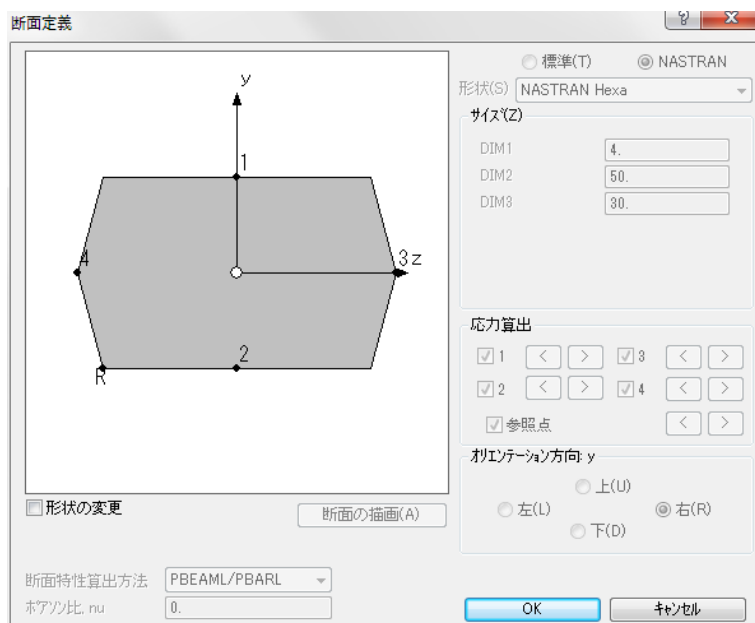 断面定義
標準(T) NASTRAN
形状(S) NASTRAN Hexa
サイズ(Z)
DIM1 4.
DIM2 50.
DIM3 30.
y
1
4
3 z
2
R
応力算出
1 < > 3 < >
2 < > 4 < >
参照点 < >
オリエンテーション方向: y
上(U)
左(L) 右(R)
下(D)
形状の変更
断面の描画(A)
断面特性算出方法 PBEAML/PBARL
ポアソン比, nu 0.
OK キャンセル